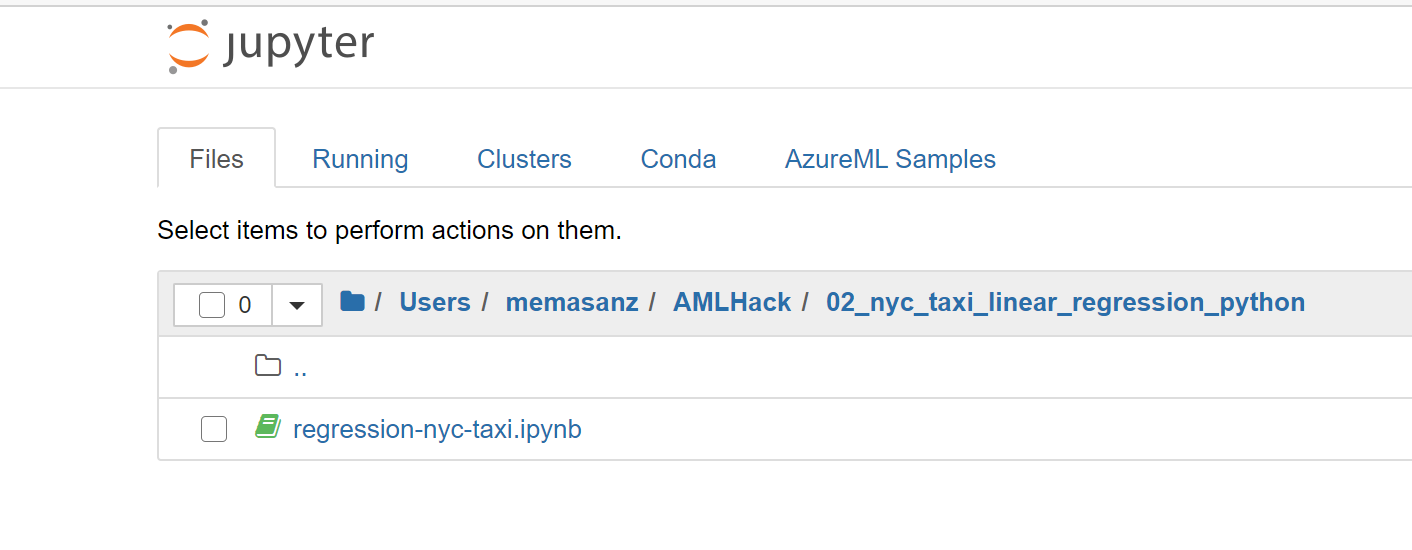 jupyter
Files Running Clusters Conda AzureML Samples
Select items to perform actions on them.
0 / Users / memasanz / AMLHack / 02_nyc_taxi_linear_regression_python
..
regression-nyc-taxi.ipynb